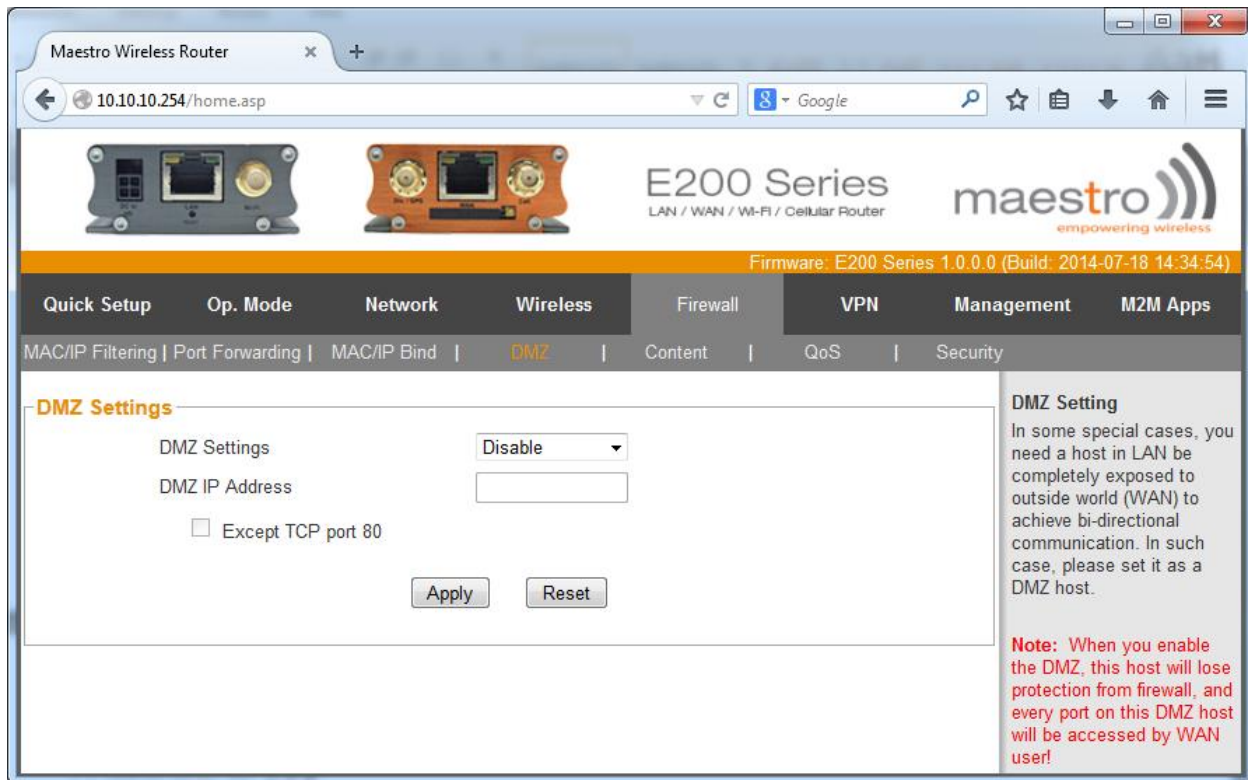 Maestro Wireless Router
10.10.10.254/home.asp
Google
E200 Series
LAN / WAN / Wi-Fi / Cellular Router
maestro
empowering wireless
Firmware: E200 Series 1.0.0.0 (Build: 2014-07-18 14:34:54)
Quick Setup Op. Mode Network Wireless Firewall VPN Management M2M Apps
MAC/IP Filtering | Port Forwarding | MAC/IP Bind | DMZ | Content | QoS | Security
DMZ Settings
DMZ Settings Disable
DMZ IP Address
Except TCP port 80
Apply Reset
DMZ Setting
In some special cases, you
need a host in LAN be
completely exposed to
outside world (WAN) to
achieve bi-directional
communication. In such
case, please set it as a
DMZ host.
Note: When you enable
the DMZ, this host will lose
protection from firewall, and
every port on this DMZ host
will be accessed by WAN
user!